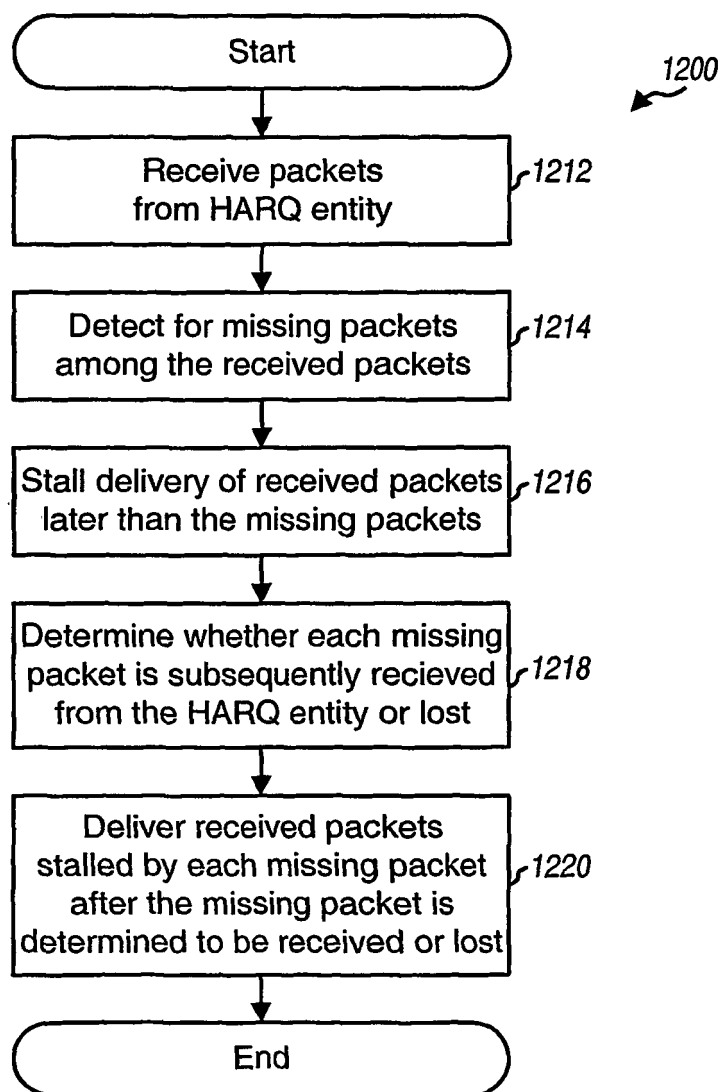 Start
1200
Receive packets
from HARQ entity
1212
Detect for missing packets
among the received packets
1214
Stall delivery of received packets
later than the missing packets
1216
Determine whether each missing
packet is subsequently recieved
from the HARQ entity or lost
1218
Deliver received packets
stalled by each missing packet
after the missing packet is
determined to be received or lost
1220
End